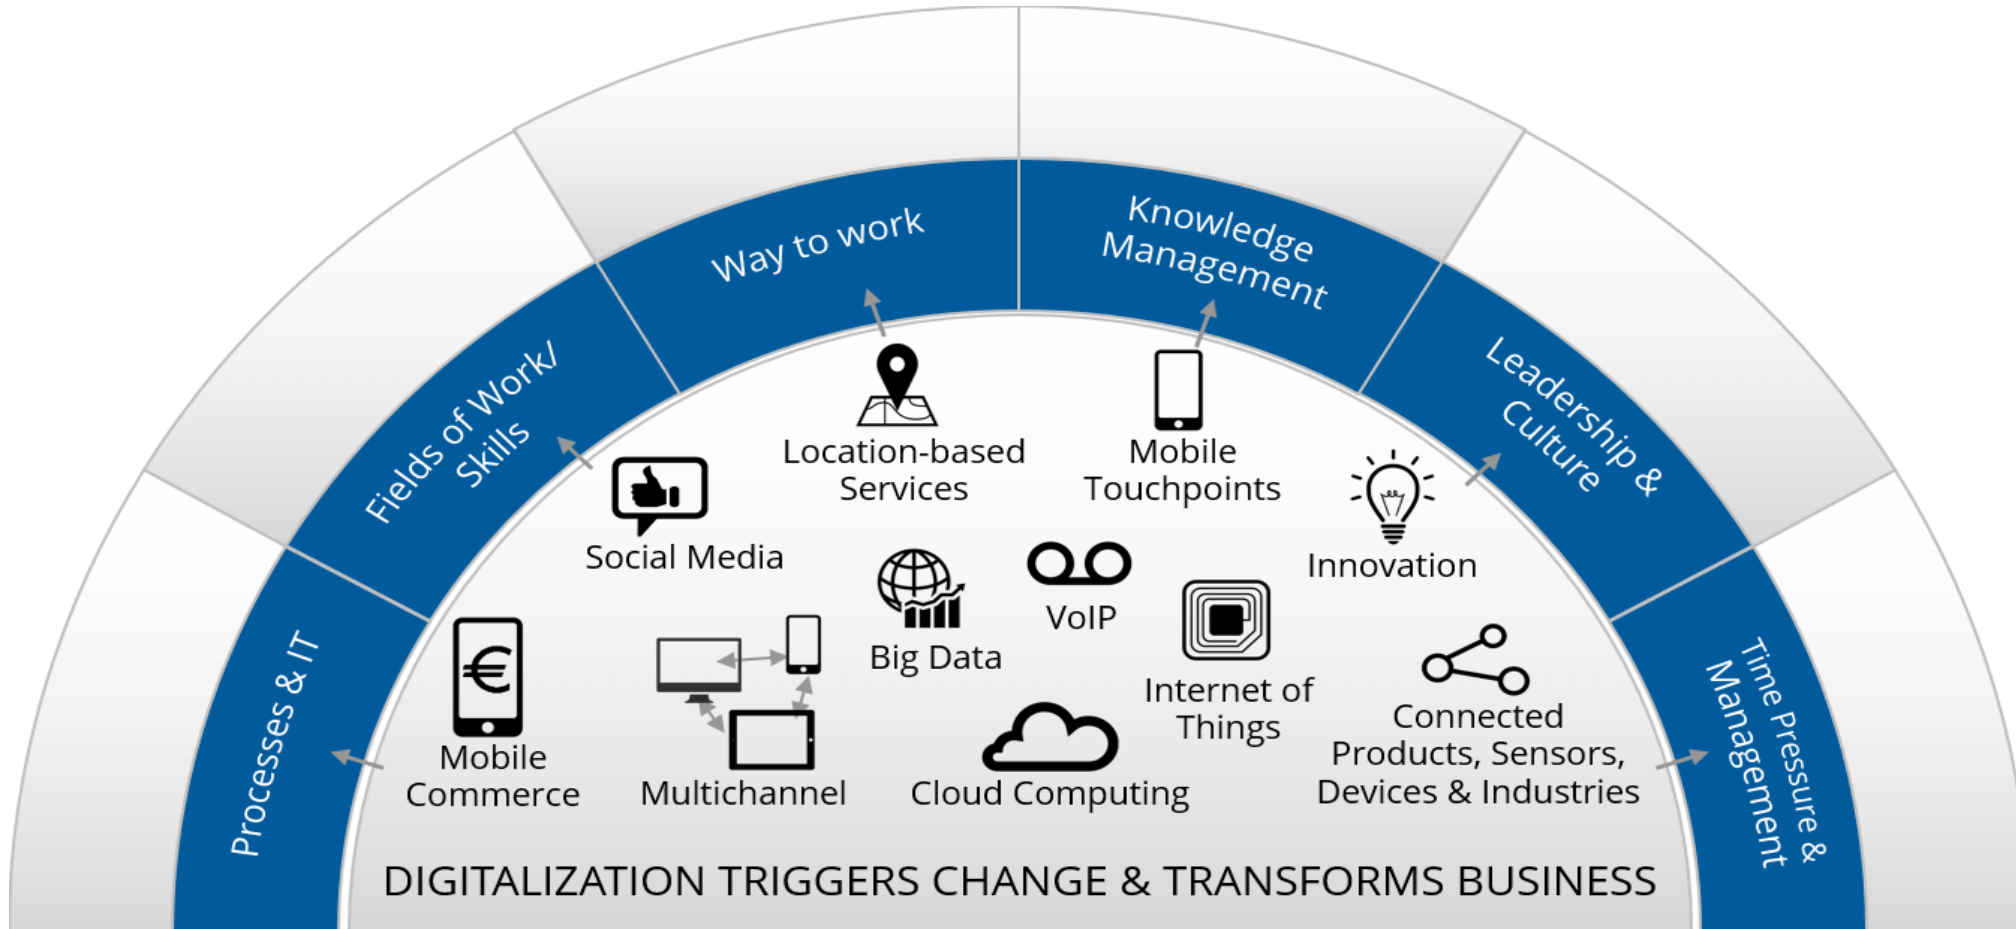 Processes & IT
Fields of Work/
Skills
Way to work
Knowledge
Management
Leadership &
Culture
Time Pressure &
Management
Location-based
Services
Mobile
Touchpoints
Social Media
Innovation
Big Data
VoIP
Internet of
Things
€
Mobile
Commerce
Multichannel
Cloud Computing
Connected
Products, Sensors,
Devices & Industries
DIGITALIZATION TRIGGERS CHANGE & TRANSFORMS BUSINESS